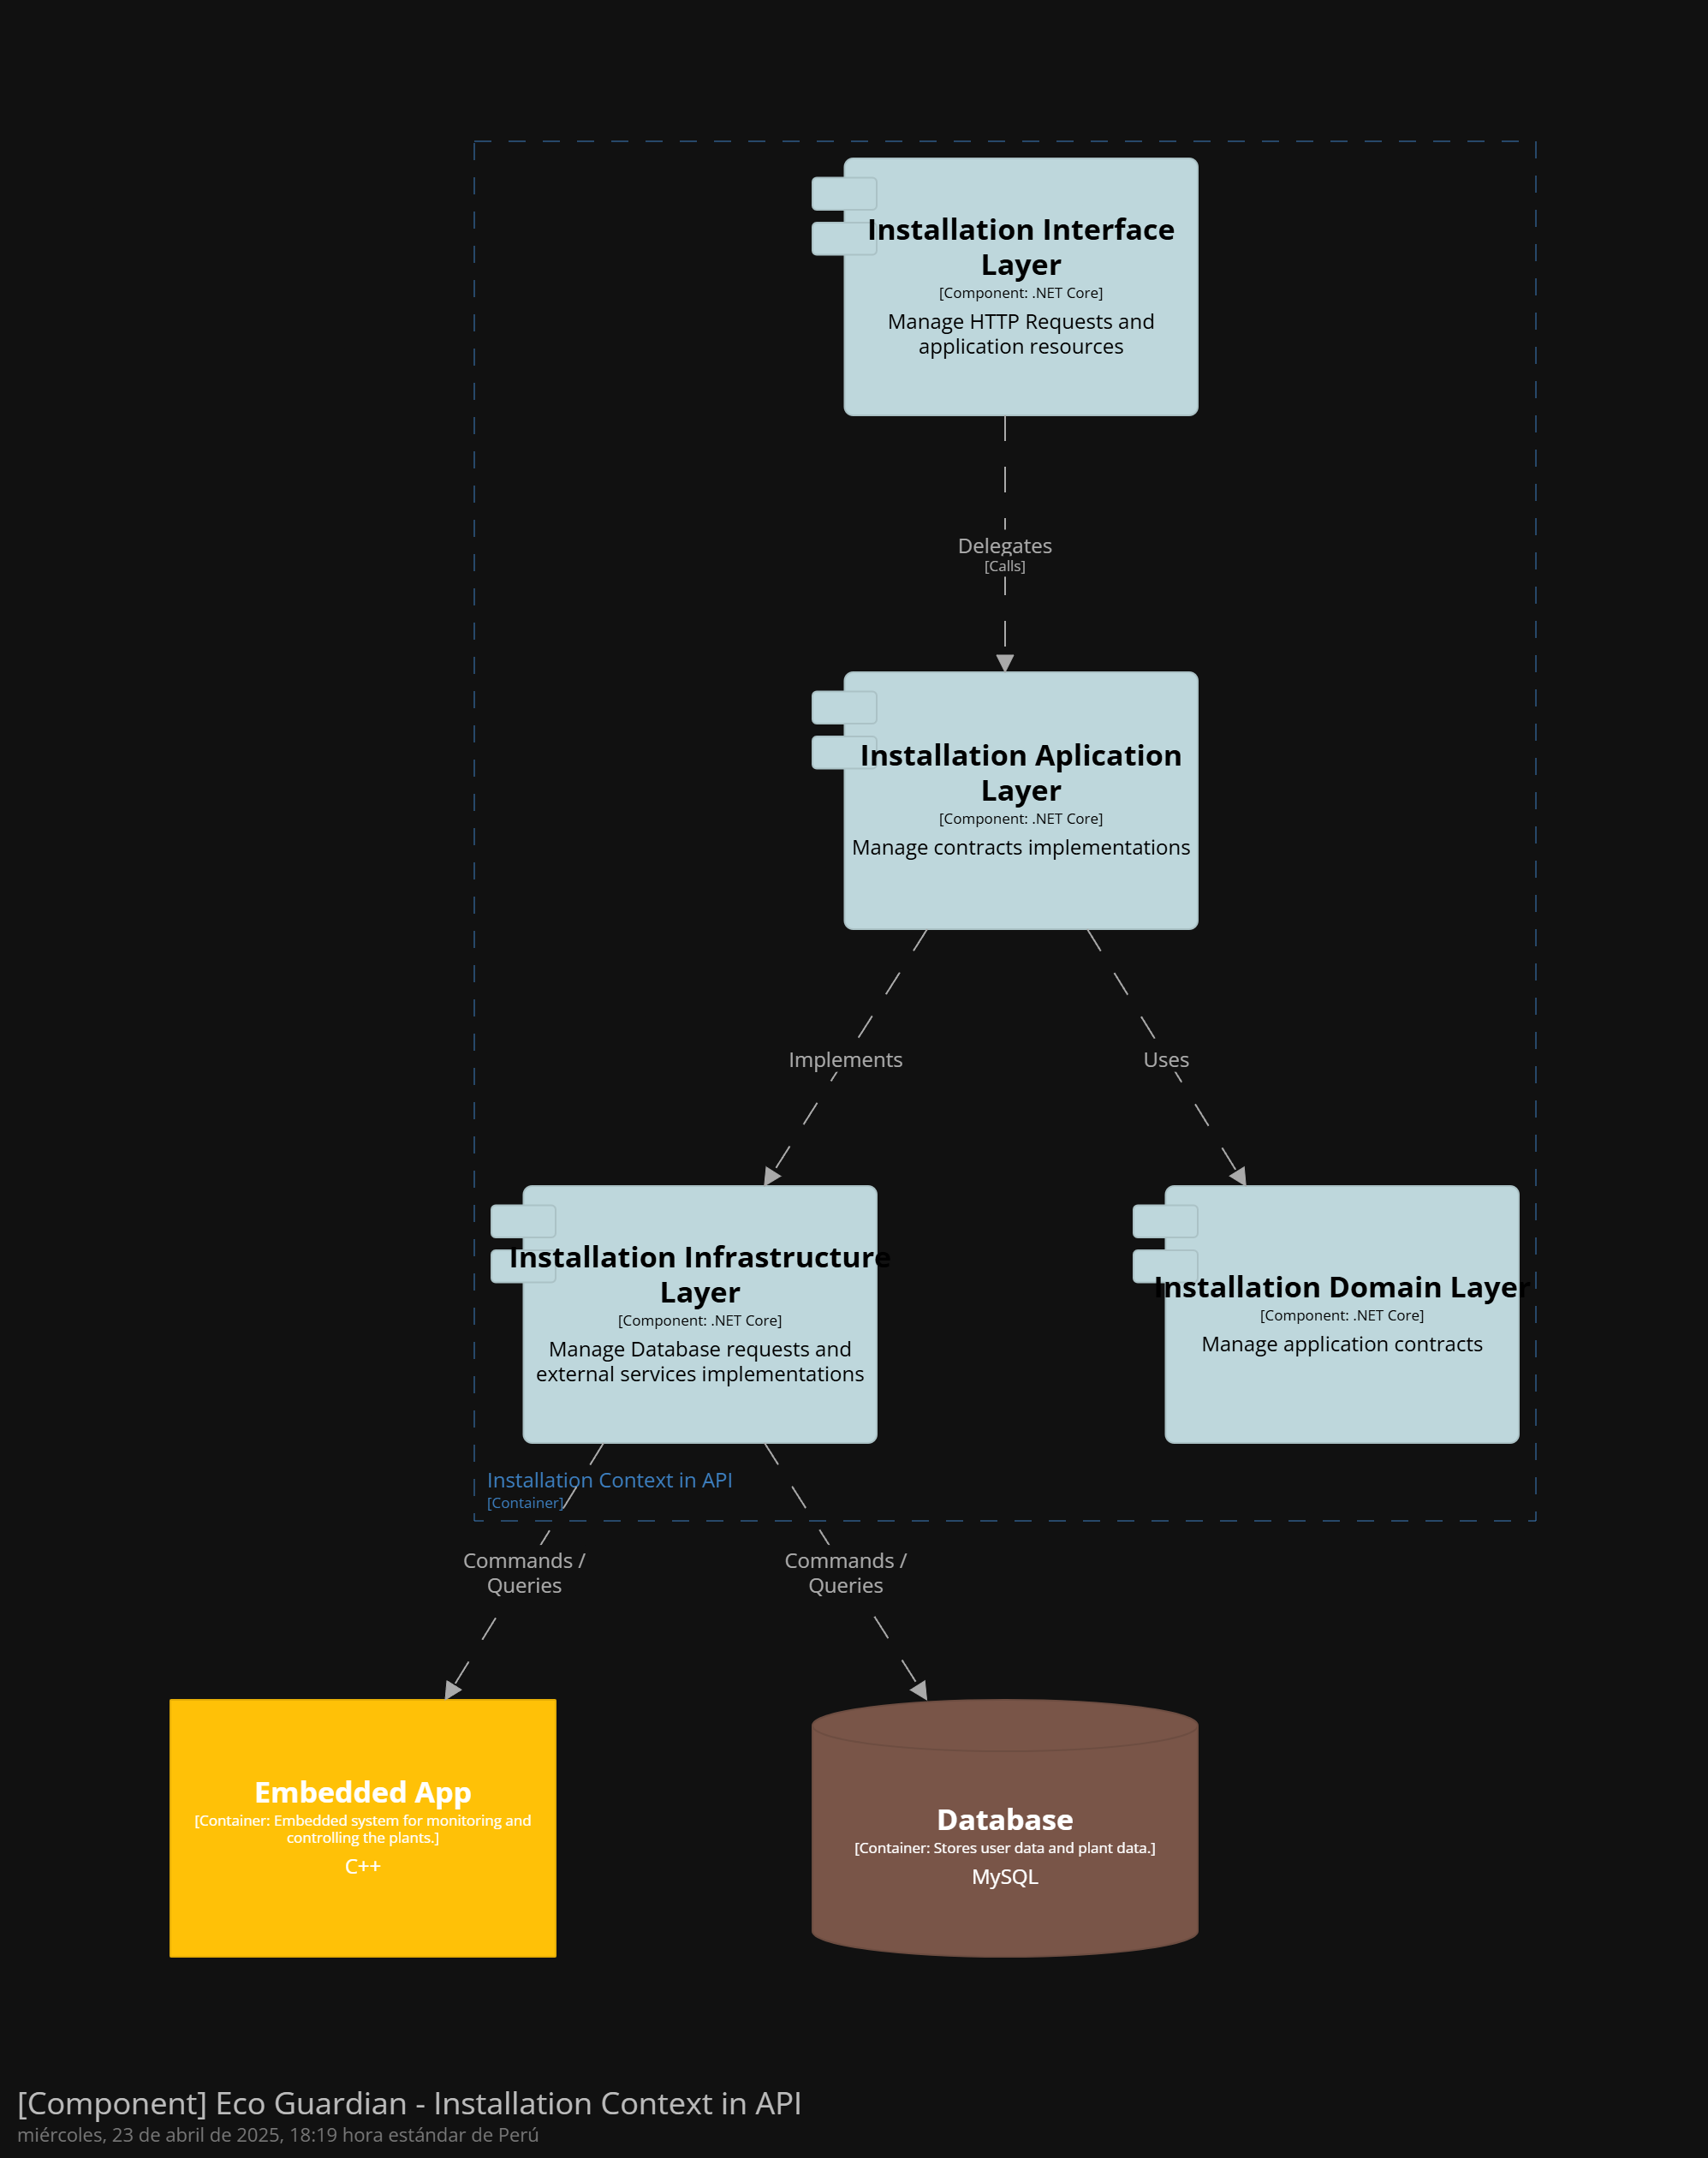 Installation Interface
Layer
[Component: .NET Core]
Manage HTTP Requests and
application resources
Delegates
[Calls]
Installation Aplication
Layer
[Component: .NET Core]
Manage contracts implementations
Implements
Uses
Installation Infrastructure
Layer
[Component: .NET Core]
Manage Database requests and
external services implementations
Installation Domain Layer
[Component: .NET Core]
Manage application contracts
Installation Context in API
[Container]
Commands /
Queries
Commands /
Queries
Embedded App
[Container: Embedded system for monitoring and
controlling the plants.]
C++
Database
[Container: Stores user data and plant data.]
MySQL
[Component] Eco Guardian - Installation Context in API
miércoles, 23 de abril de 2025, 18:19 hora estándar de Perú